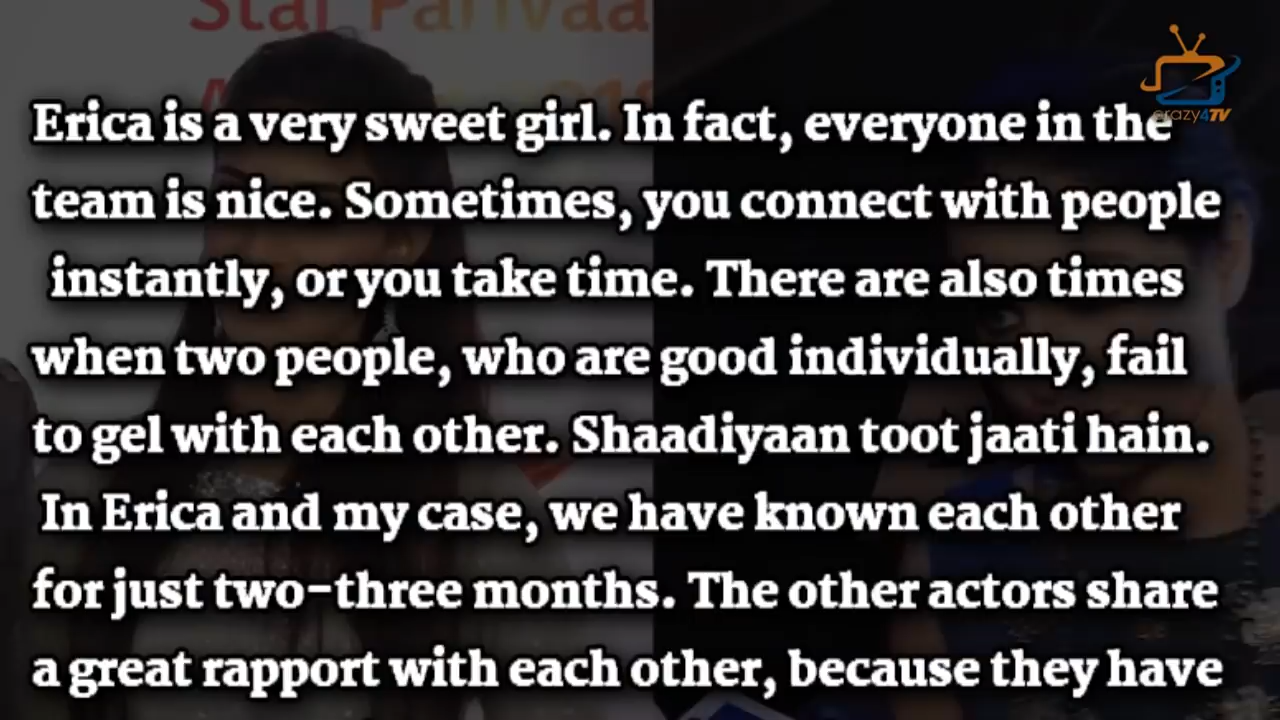 Star Parivaa
Erica is a very sweet girl. In fact, everyone in the
team is nice. Sometimes, you connect with people
instantly, or you take time. There are also times
when two people, who are good individually, fail
to gel with each other. Shaadiyaan toot jaati hain.
In Erica and my case, we have known each other
for just two-three months. The other actors share
a great rapport with each other, because they have
crazy4TV